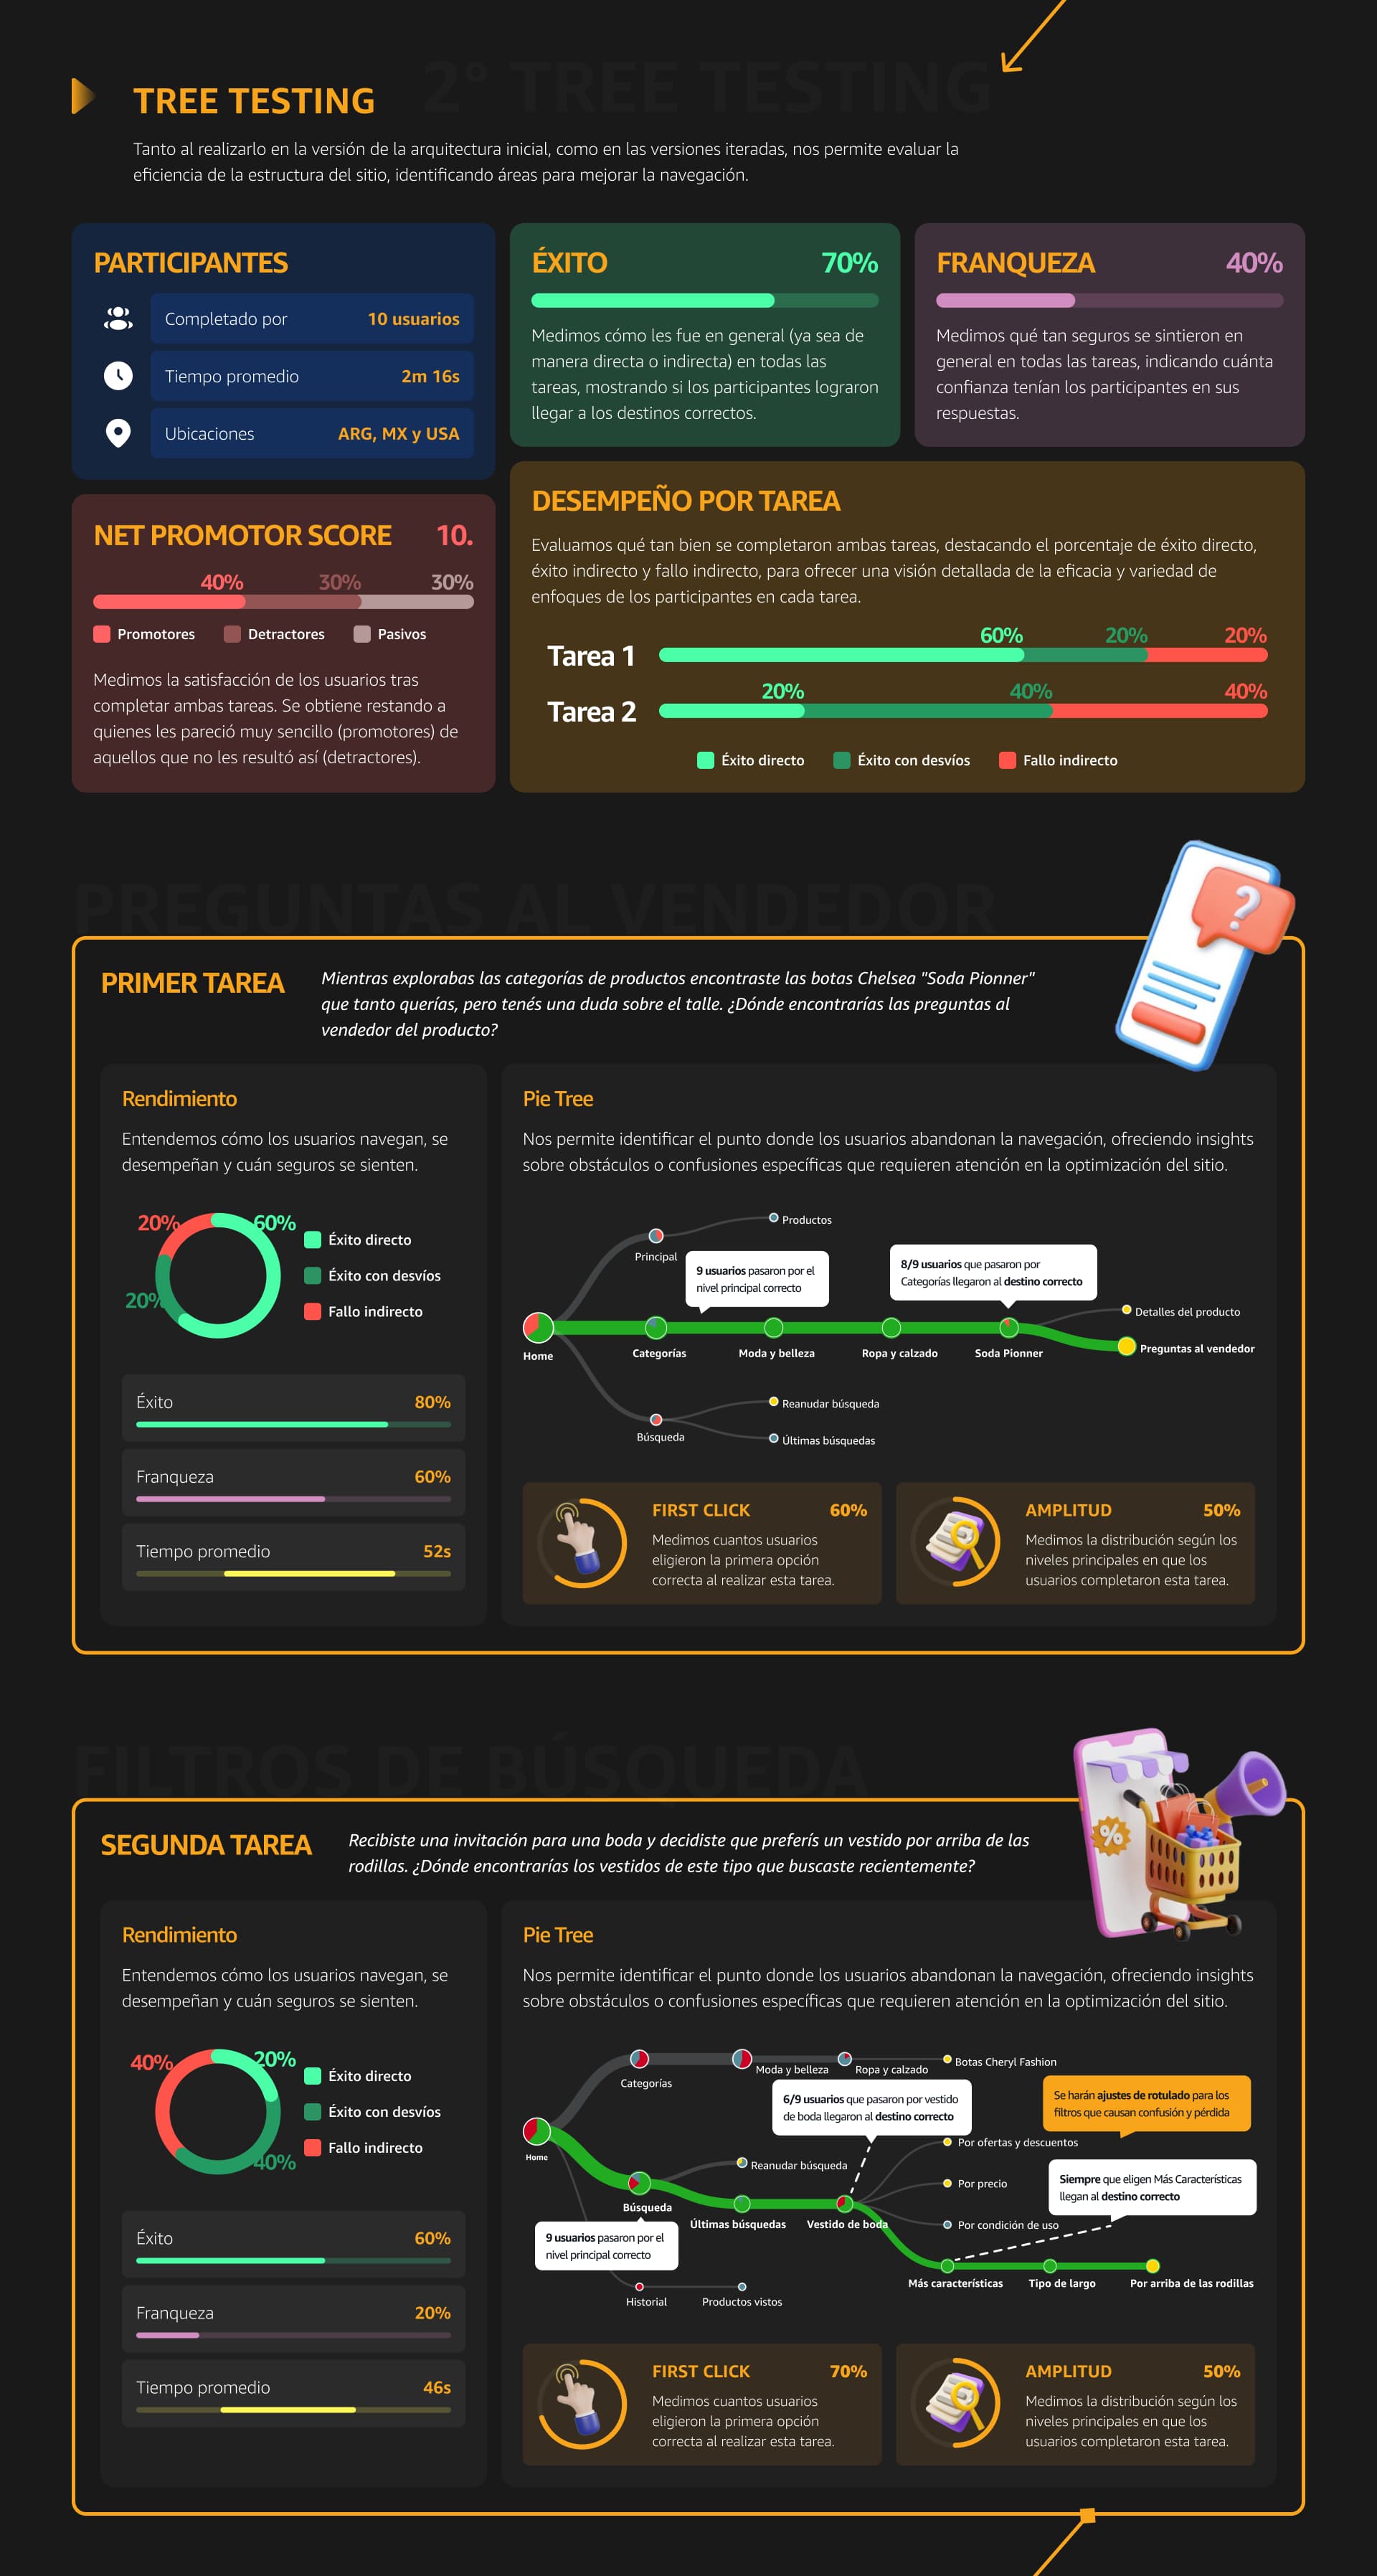 2° TREE TESTING
TREE TESTING
Tanto al realizarlo en la versión de la arquitectura inicial, como en las versiones iteradas, nos permite evaluar la
eficiencia de la estructura del sitio, identificando áreas para mejorar la navegación.
PARTICIPANTES
Completado por 10 usuarios
Tiempo promedio 2m 16s
Ubicaciones ARG, MX y USA
ÉXITO 70%
Medimos cómo les fue en general (ya sea de
manera directa o indirecta) en todas las
tareas, mostrando si los participantes lograron
llegar a los destinos correctos.
FRANQUEZA 40%
Medimos qué tan seguros se sintieron en
general en todas las tareas, indicando cuánta
confianza tenían los participantes en sus
respuestas.
NET PROMOTOR SCORE 10.
40% 30% 30%
Promotores Detractores Pasivos
Medimos la satisfacción de los usuarios tras
completar ambas tareas. Se obtiene restando a
quienes les pareció muy sencillo (promotores) de
aquellos que no les resultó así (detractores).
DESEMPEÑO POR TAREA
Evaluamos qué tan bien se completaron ambas tareas, destacando el porcentaje de éxito directo,
éxito indirecto y fallo indirecto, para ofrecer una visión detallada de la eficacia y variedad de
enfoques de los participantes en cada tarea.
60% 20% 20%
Tarea 1
20% 40% 40%
Tarea 2
Éxito directo Éxito con desvíos Fallo indirecto
PREGUNTAS AL VENDEDOR
?
PRIMER TAREA
Mientras explorabas las categorías de productos encontraste las botas Chelsea "Soda Pionner"
que tanto querías, pero tenés una duda sobre el talle. ¿Dónde encontrarías las preguntas al
vendedor del producto?
Rendimiento
Entendemos cómo los usuarios navegan, se
desempeñan y cuán seguros se sienten.
20% 60%
20%
Éxito directo
Éxito con desvíos
Fallo indirecto
Éxito 80%
Franqueza 60%
Tiempo promedio 52s
Pie Tree
Nos permite identificar el punto donde los usuarios abandonan la navegación, ofreciendo insights
sobre obstáculos o confusiones específicas que requieren atención en la optimización del sitio.
Productos
Principal
9 usuarios pasaron por el
nivel principal correcto
8/9 usuarios que pasaron por
Categorías llegaron al destino correcto
Detalles del producto
Preguntas al vendedor
Home
Categorías
Moda y belleza
Ropa y calzado
Soda Pionner
Reanudar búsqueda
Búsqueda
Últimas búsquedas
FIRST CLICK 60%
Medimos cuantos usuarios
eligieron la primera opción
correcta al realizar esta tarea.
AMPLITUD 50%
Medimos la distribución según los
niveles principales en que los
usuarios completaron esta tarea.
FILTROS DE BÚSQUEDA
%
SEGUNDA TAREA
Recibiste una invitación para una boda y decidiste que preferís un vestido por arriba de las
rodillas. ¿Dónde encontrarías los vestidos de este tipo que buscaste recientemente?
Rendimiento
Entendemos cómo los usuarios navegan, se
desempeñan y cuán seguros se sienten.
40% 20%
40%
Éxito directo
Éxito con desvíos
Fallo indirecto
Éxito 60%
Franqueza 20%
Tiempo promedio 46s
Pie Tree
Nos permite identificar el punto donde los usuarios abandonan la navegación, ofreciendo insights
sobre obstáculos o confusiones específicas que requieren atención en la optimización del sitio.
Categorías
Moda y belleza
Ropa y calzado
Botas Cheryl Fashion
6/9 usuarios que pasaron por vestido
de boda llegaron al destino correcto
Se harán ajustes de rotulado para los
filtros que causan confusión y pérdida
Home
Por ofertas y descuentos
Reanudar búsqueda
Por precio
Siempre que eligen Más Características
llegan al destino correcto
Búsqueda
Últimas búsquedas
Vestido de boda
Por condición de uso
9 usuarios pasaron por el
nivel principal correcto
Más características
Tipo de largo
Por arriba de las rodillas
Historial
Productos vistos
FIRST CLICK 70%
Medimos cuantos usuarios
eligieron la primera opción
correcta al realizar esta tarea.
AMPLITUD 50%
Medimos la distribución según los
niveles principales en que los
usuarios completaron esta tarea.